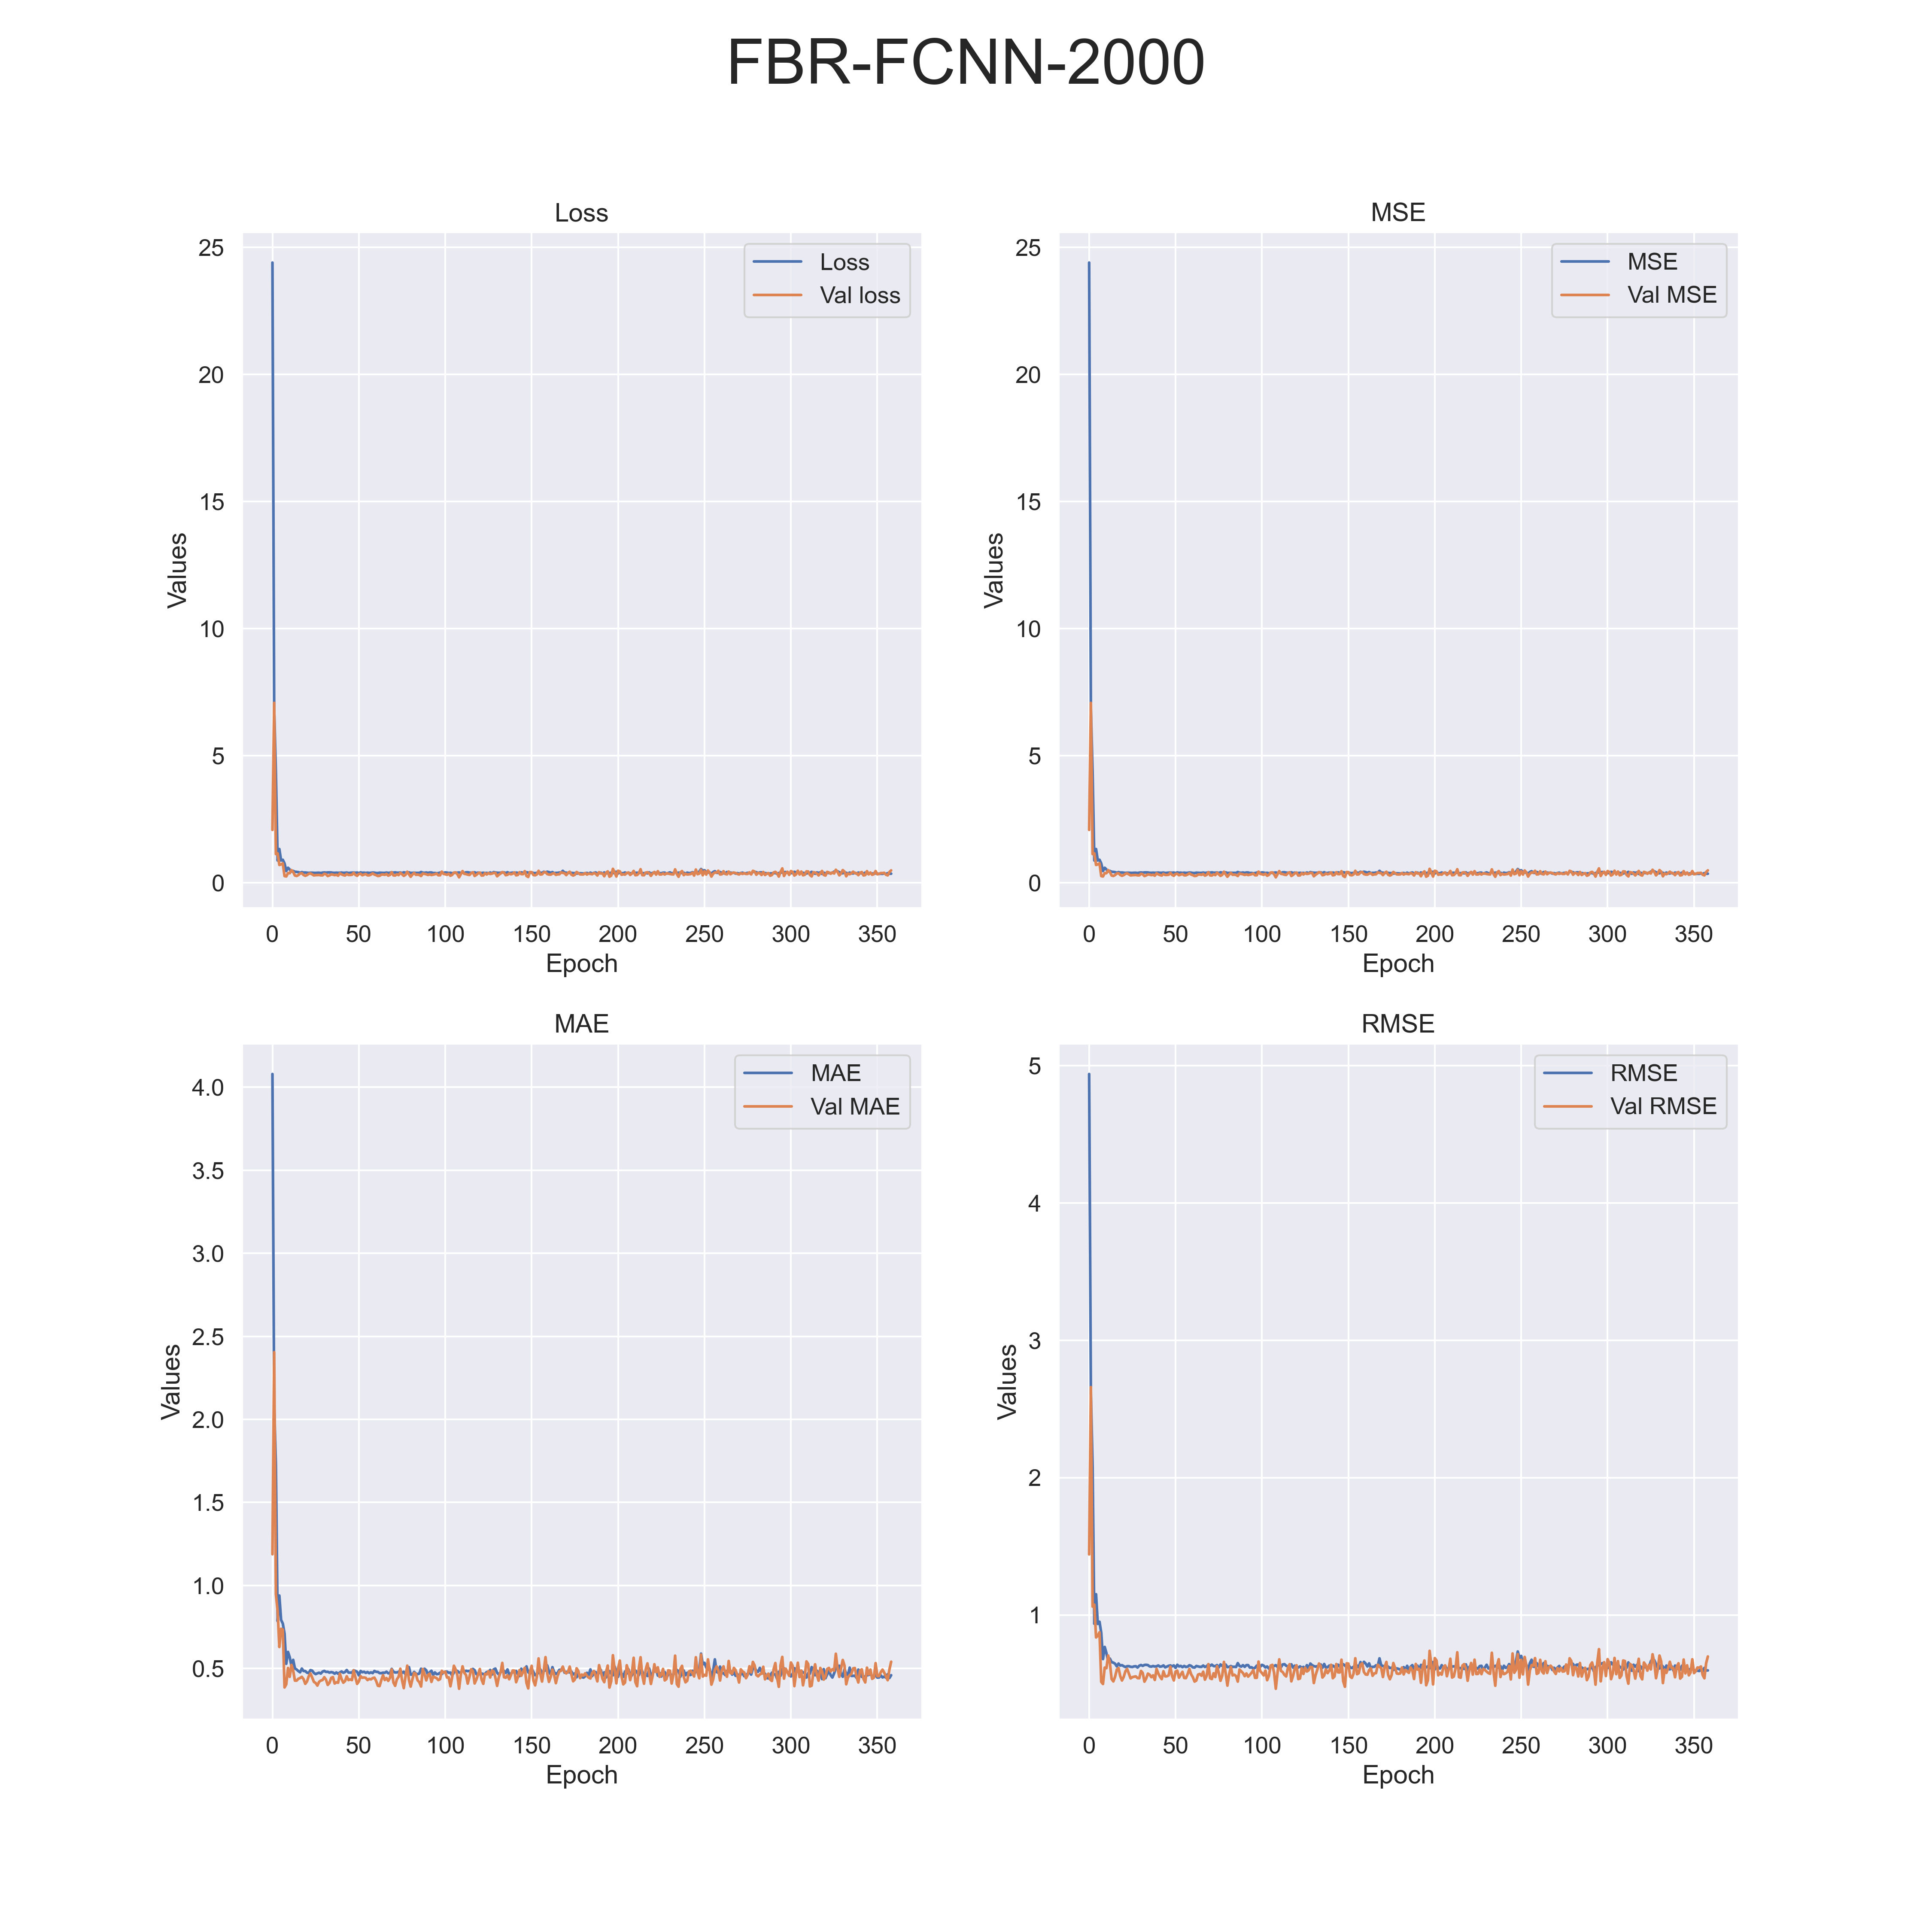 FBR-FCNN-2000
Loss
25
20
15
10
5
0
Values
Loss
Val loss
0 50 100 150 200 250 300 350
Epoch
MSE
25
20
15
10
5
0
Values
MSE
Val MSE
0 50 100 150 200 250 300 350
Epoch
MAE
4.0
3.5
3.0
2.5
2.0
1.5
1.0
0.5
Values
MAE
Val MAE
0 50 100 150 200 250 300 350
Epoch
RMSE
5
4
3
2
1
Values
RMSE
Val RMSE
0 50 100 150 200 250 300 350
Epoch